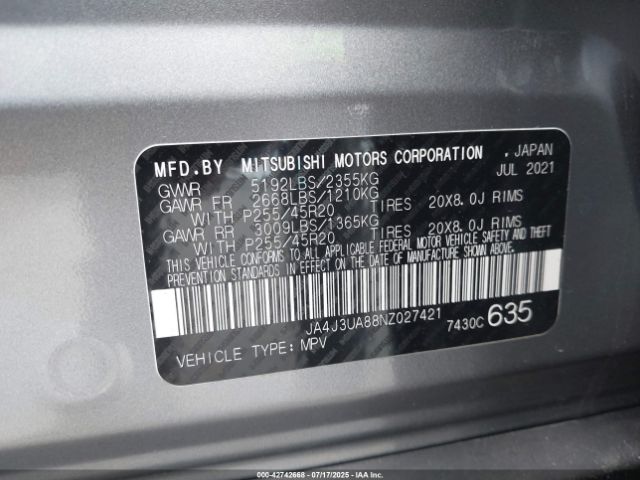 MFD.BY MITSUBISHI MOTORS CORPORATION . JAPAN
GVWR 5192LBS/2355KG JUL 2021
GAWR FR 2668LBS/1210KG
WITH P255/45R20 TIRES 20X8.0J RIMS
GAWR RR 3009LBS/1365KG
WITH P255/45R20 TIRES 20X8.0J RIMS
THIS VEHICLE CONFORMS TO ALL APPLICABLE FEDERAL MOTOR VEHICLE SAFETY AND THEFT
PREVENTION STANDARDS IN EFFECT ON THE DATE OF MANUFACTURE SHOWN ABOVE.
JA4J3UA88NZ027421 7430C 635
VEHICLE TYPE: MPV
000-42742668 - 07/17/2025 - IAAI.COM